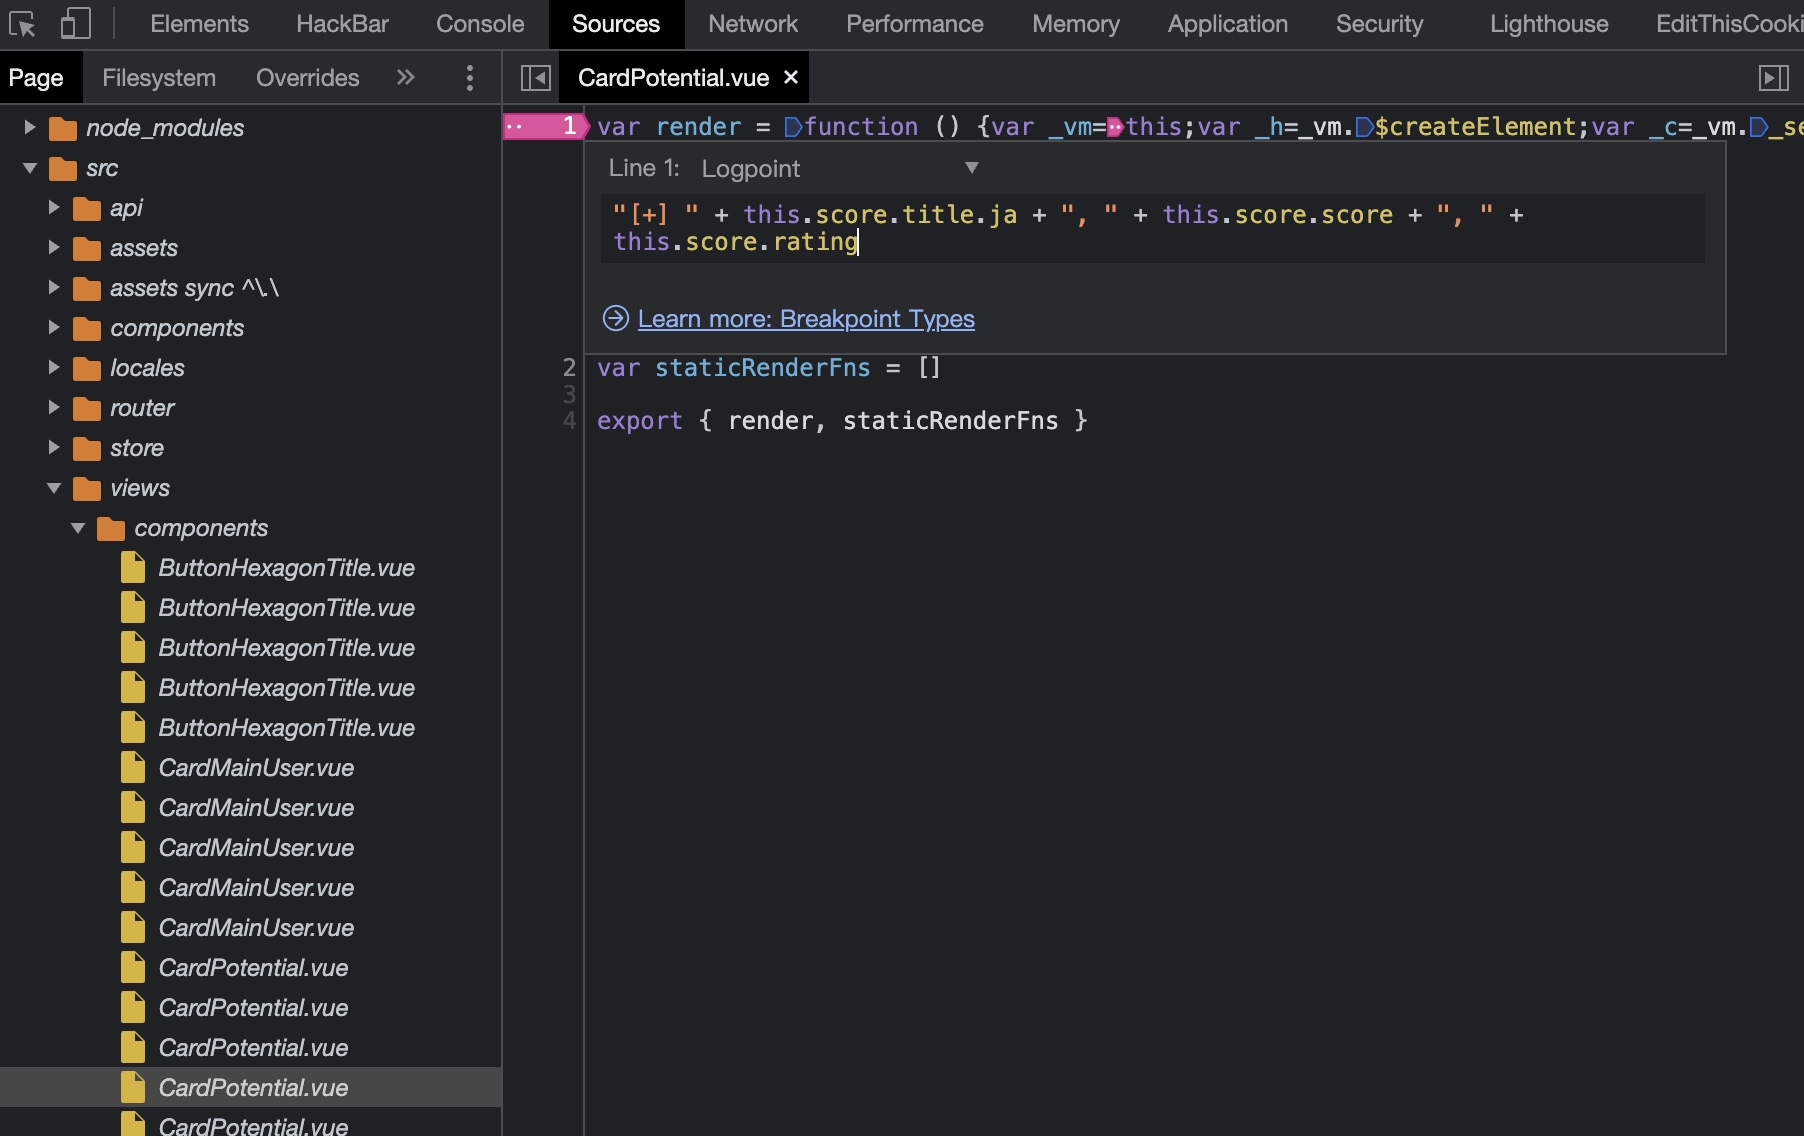 Elements HackBar Console Sources Network Performance Memory Application Security Lighthouse EditThisCooki
Page Filesystem Overrides » CardPotential.vue ×
node_modules
src
api
assets
assets sync ^\.\
components
locales
router
store
views
components
ButtonHexagonTitle.vue
ButtonHexagonTitle.vue
ButtonHexagonTitle.vue
ButtonHexagonTitle.vue
ButtonHexagonTitle.vue
CardMainUser.vue
CardMainUser.vue
CardMainUser.vue
CardMainUser.vue
CardMainUser.vue
CardPotential.vue
CardPotential.vue
CardPotential.vue
CardPotential.vue
CardPotential.vue
1 var render = function () {var _vm=this;var _h=_vm.$createElement;var _c=_vm._se
Line 1: Logpoint
"[+] " + this.score.title.ja + ", " + this.score.score + ", " +
this.score.rating
Learn more: Breakpoint Types
2 var staticRenderFns = []
3
4 export { render, staticRenderFns }